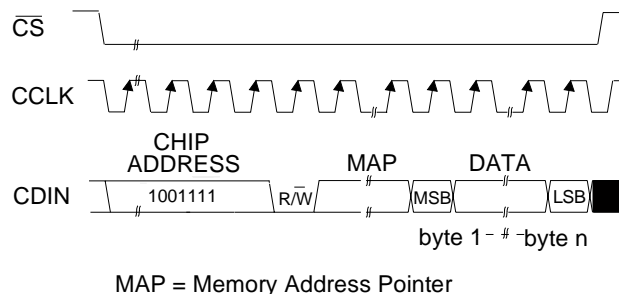 CS
CCLK
CHIP
ADDRESS
MAP
DATA
CDIN
1001111
R/W
MSB
LSB
byte 1
byte n
MAP = Memory Address Pointer